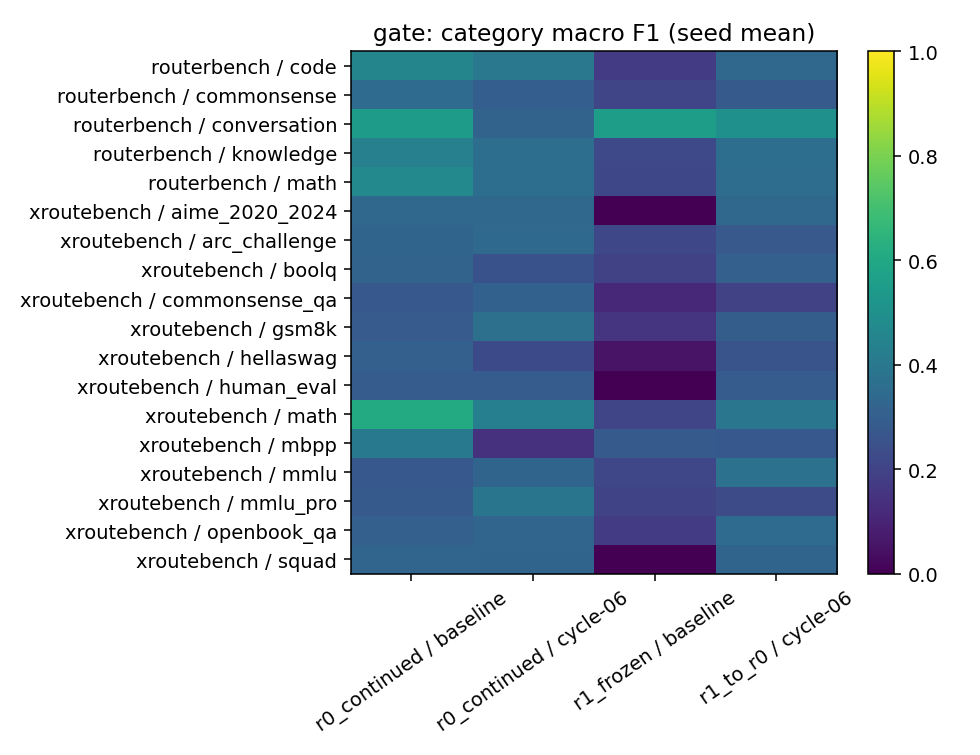 gate: category macro F1 (seed mean)
routerbench / code
routerbench / commonsense
routerbench / conversation
routerbench / knowledge
routerbench / math
xroutebench / aime_2020_2024
xroutebench / arc_challenge
xroutebench / boolq
xroutebench / commonsense_qa
xroutebench / gsm8k
xroutebench / hellaswag
xroutebench / human_eval
xroutebench / math
xroutebench / mbpp
xroutebench / mmlu
xroutebench / mmlu_pro
xroutebench / openbook_qa
xroutebench / squad
r0_continued / baseline
r0_continued / cycle-06
r1_frozen / baseline
r1_to_r0 / cycle-06
1.0
0.8
0.6
0.4
0.2
0.0